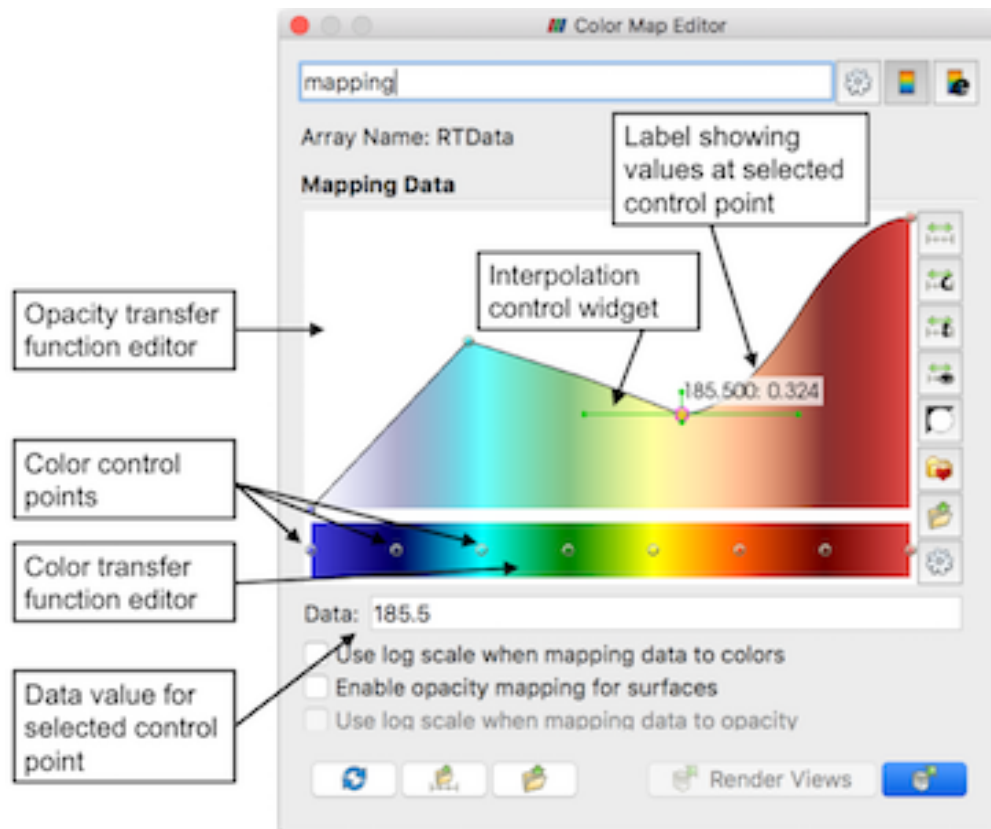 Color Map Editor
mapping
Array Name: RTData
Label showing
values at selected
control point
Mapping Data
Interpolation
control widget
Opacity transfer
function editor
185.500: 0.324
Color control
points
Color transfer
function editor
Data: 185.5
Use log scale when mapping data to colors
Enable opacity mapping for surfaces
Use log scale when mapping data to opacity
Data value for
selected control
point
Render Views